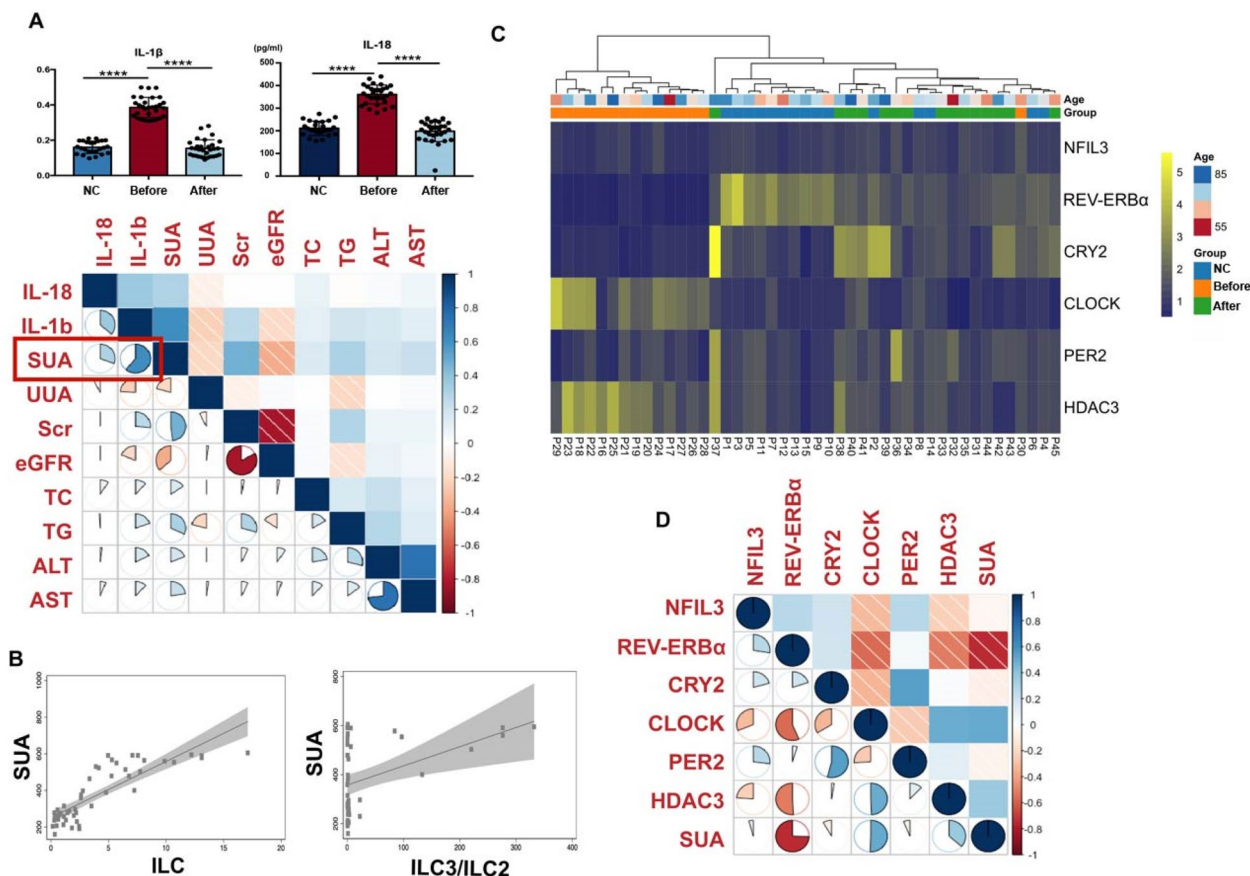 A
IL-1β
****
****
0.6
0.4
0.2
0.0
NC
Before
After
(pg/ml)
IL-18
****
****
500
450
400
350
300
250
200
150
100
0
NC
Before
After
IL-18
IL-1b
SUA
UUA
Scr
eGFR
TC
TG
ALT
AST
IL-18
IL-1b
SUA
UUA
Scr
eGFR
TC
TG
ALT
AST
1
0.8
0.6
0.4
0.2
0
-0.2
-0.4
-0.6
-0.8
-1
B
SUA
1000
800
600
400
200
0
5
10
15
20
ILC
SUA
800
600
400
200
0
100
200
300
400
ILC3/ILC2
C
Age
Group
NFIL3
REV-ERBα
CRY2
CLOCK
PER2
HDAC3
P29
P23
P18
P22
P16
P25
P21
P19
P20
P24
P17
P27
P26
P28
P37
P1
P3
P5
P11
P7
P12
P13
P15
P9
P10
P38
P40
P41
P2
P39
P36
P34
P8
P14
P33
P32
P35
P31
P44
P42
P43
P30
P6
P4
P45
5
4
3
2
1
Age
85
55
Group
NC
Before
After
D
NFIL3
REV-ERBα
CRY2
CLOCK
PER2
HDAC3
SUA
NFIL3
REV-ERBα
CRY2
CLOCK
PER2
HDAC3
SUA
1
0.8
0.6
0.4
0.2
0
-0.2
-0.4
-0.6
-0.8
-1